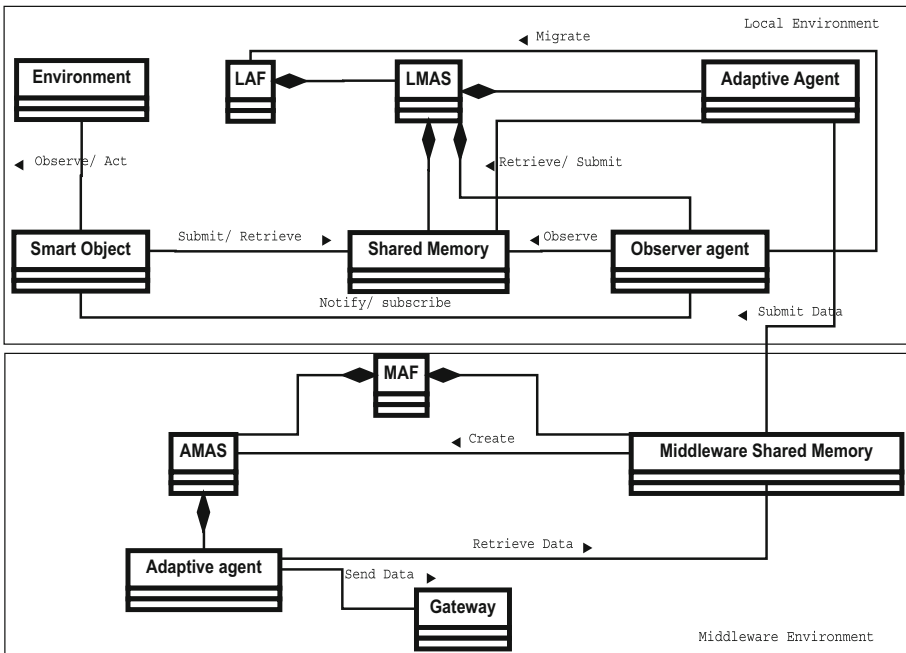 Local Environment
Migrate
Environment
LAF
LMAS
Adaptive Agent
Observe/ Act
Retrieve/ Submit
Smart Object
Submit/ Retrieve
Shared Memory
Observe
Observer agent
Notify/ subscribe
Submit Data
MAF
AMAS
Create
Middleware Shared Memory
Retrieve Data
Adaptive agent
Send Data
Gateway
Middleware Environment